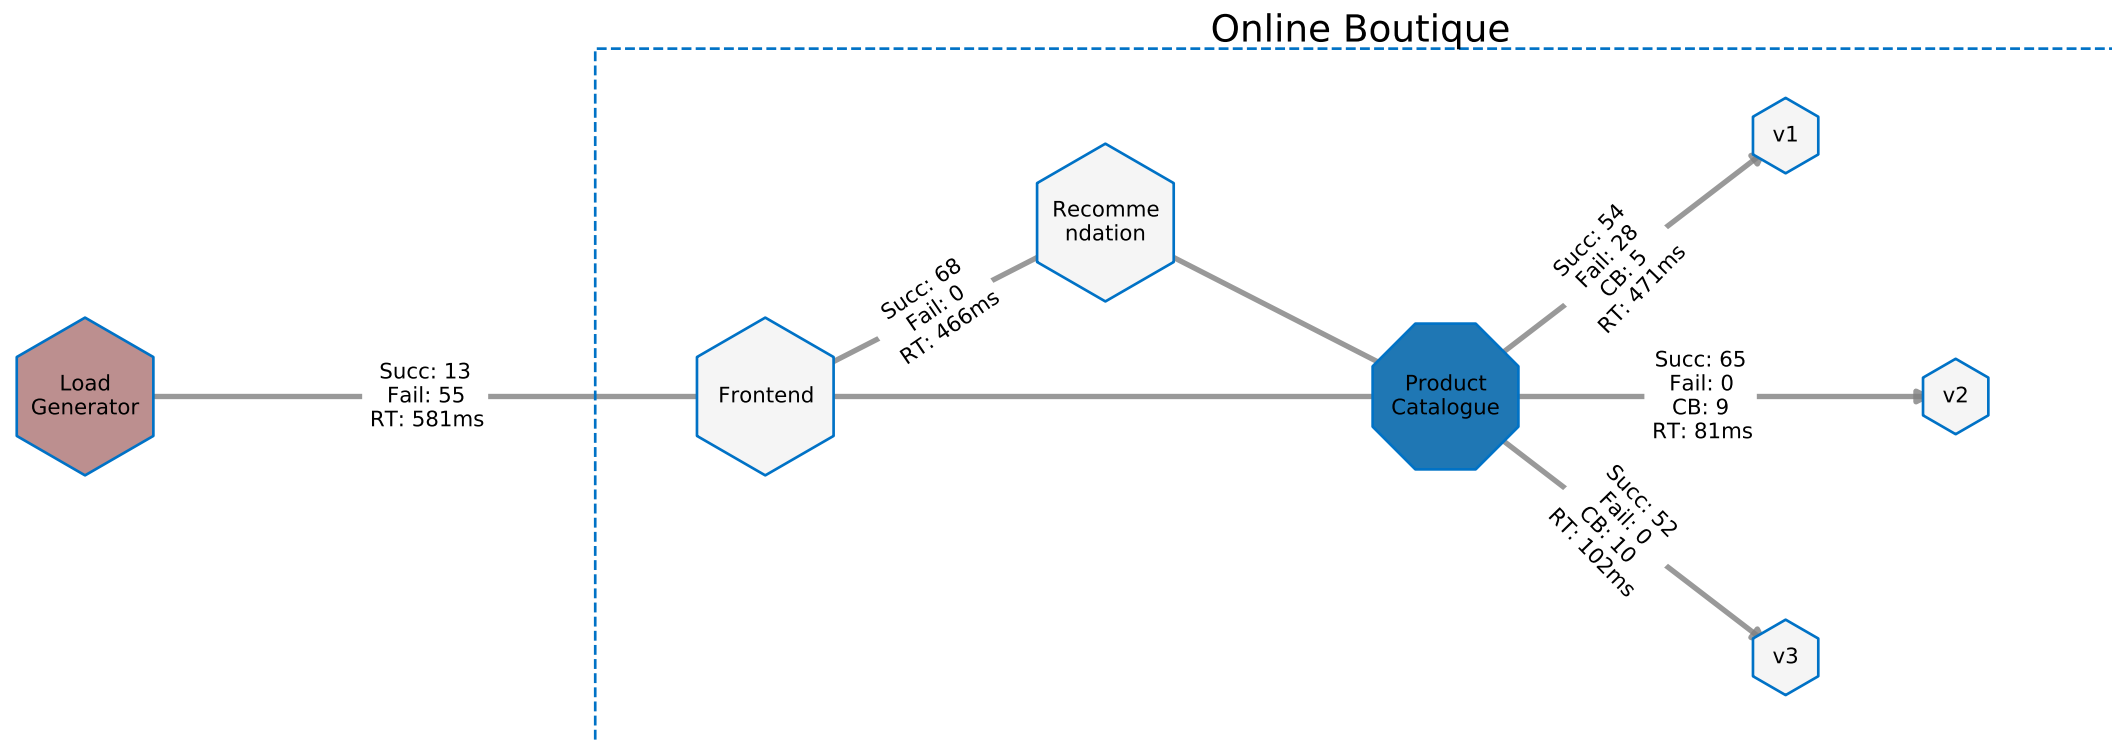 Online Boutique
Load
Generator
Succ: 13
Fail: 55
RT: 581ms
Frontend
Succ: 68
Fail: 0
RT: 466ms
Recomme
ndation
Product
Catalogue
Succ: 54
Fail: 28
CB: 5
RT: 471ms
v1
Succ: 65
Fail: 0
CB: 9
RT: 81ms
v2
Succ: 52
Fail: 0
CB: 10
RT: 102ms
v3